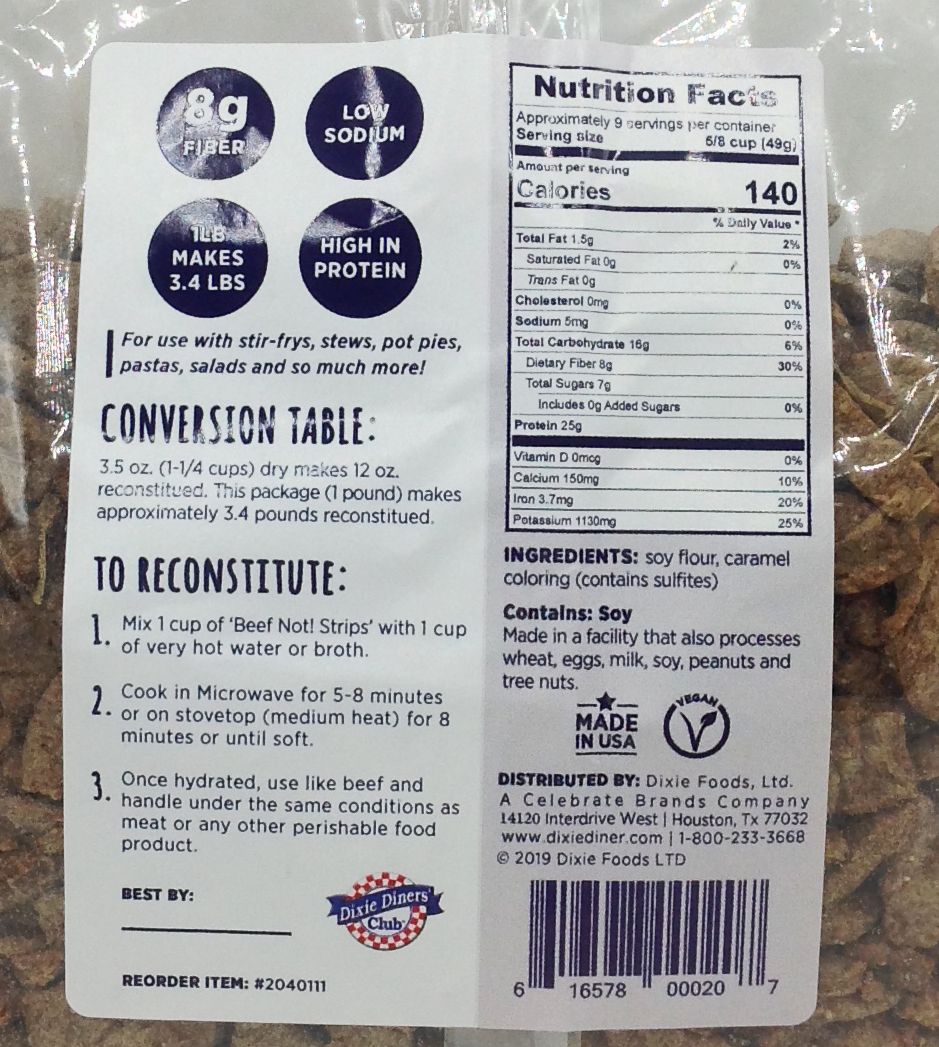 8g
FIBER
LOW
SODIUM
1LB
MAKES
3.4 LBS
HIGH IN
PROTEIN
For use with stir-frys, stews, pot pies,
pastas, salads and so much more!
CONVERSION TABLE:
3.5 oz. (1-1/4 cups) dry makes 12 oz.
reconstitued. This package (1 pound) makes
approximately 3.4 pounds reconstitued.
TO RECONSTITUTE:
1. Mix 1 cup of 'Beef Not! Strips' with 1 cup
of very hot water or broth.
2. Cook in Microwave for 5-8 minutes
or on stovetop (medium heat) for 8
minutes or until soft.
3. Once hydrated, use like beef and
handle under the same conditions as
meat or any other perishable food
product.
BEST BY:
Dixie Diners'
Club
REORDER ITEM: #2040111
Nutrition Facts
Approximately 9 servings per container
Serving size 5/8 cup (49g)
Amount per serving
Calories 140
% Daily Value *
Total Fat 1.5g 2%
Saturated Fat 0g 0%
Trans Fat 0g
Cholesterol 0mg 0%
Sodium 5mg 0%
Total Carbohydrate 16g 6%
Dietary Fiber 8g 30%
Total Sugars 7g
Includes 0g Added Sugars 0%
Protein 25g
Vitamin D 0mcg 0%
Calcium 150mg 10%
Iron 3.7mg 20%
Potassium 1130mg 25%
INGREDIENTS: soy flour, caramel
coloring (contains sulfites)
Contains: Soy
Made in a facility that also processes
wheat, eggs, milk, soy, peanuts and
tree nuts.
MADE
IN USA
VEGAN
DISTRIBUTED BY: Dixie Foods, Ltd.
A Celebrate Brands Company
14120 Interdrive West | Houston, Tx 77032
www.dixiediner.com | 1-800-233-3668
© 2019 Dixie Foods LTD
6 16578 00020 7